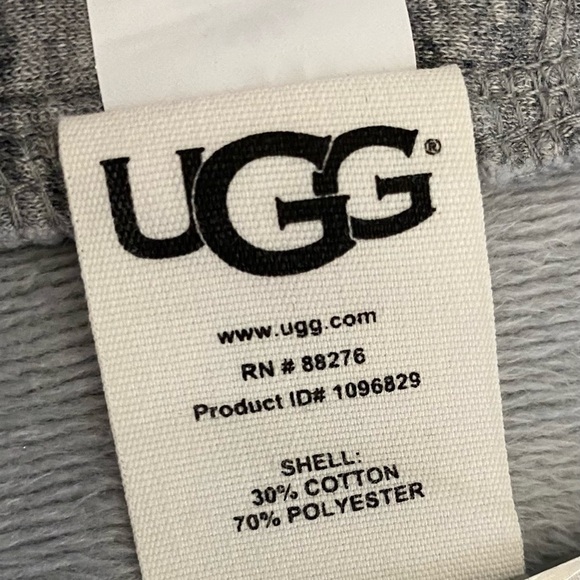 UGG®
www.ugg.com
RN # 88276
Product ID# 1096829
SHELL:
30% COTTON
70% POLYESTER